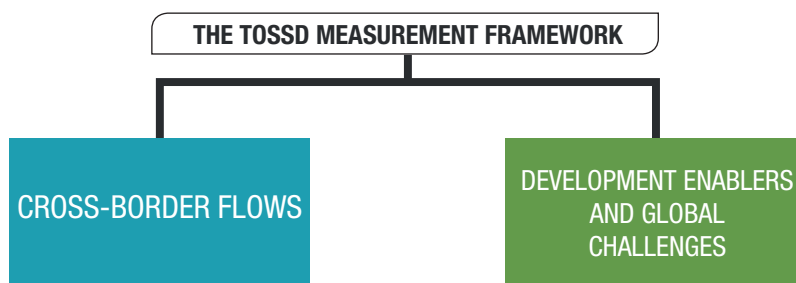 THE TOSSD MEASUREMENT FRAMEWORK
CROSS-BORDER FLOWS
DEVELOPMENT ENABLERS
AND GLOBAL
CHALLENGES